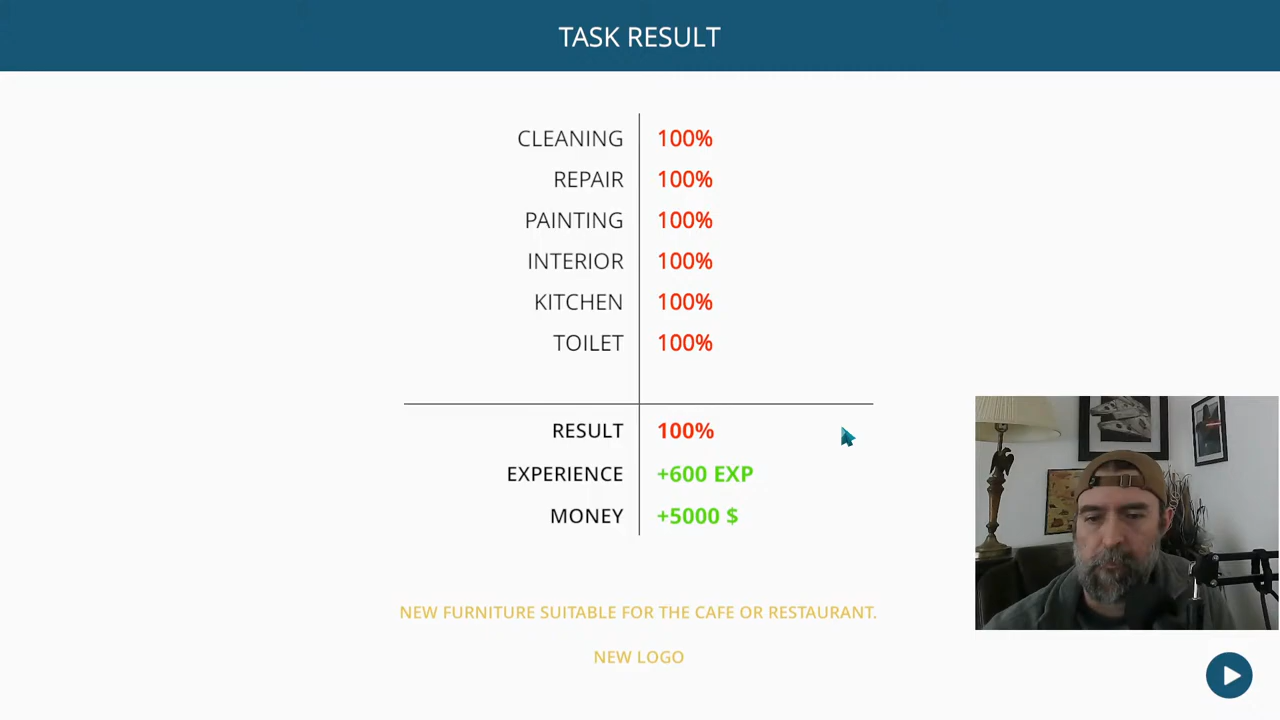 TASK RESULT
CLEANING 100%
REPAIR 100%
PAINTING 100%
INTERIOR 100%
KITCHEN 100%
TOILET 100%
RESULT 100%
EXPERIENCE +600 EXP
MONEY +5000 $
NEW FURNITURE SUITABLE FOR THE CAFE OR RESTAURANT.
NEW LOGO